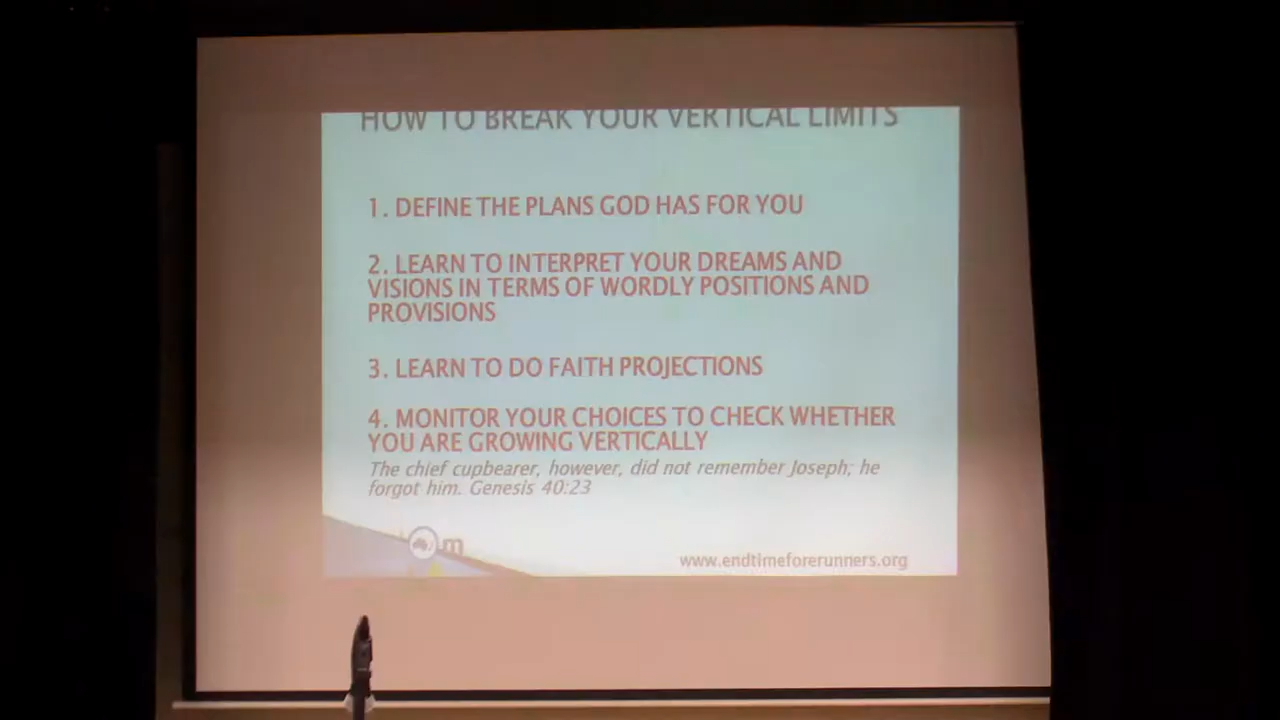 HOW TO BREAK YOUR VERTICAL LIMITS
1. DEFINE THE PLANS GOD HAS FOR YOU
2. LEARN TO INTERPRET YOUR DREAMS AND
VISIONS IN TERMS OF WORDLY POSITIONS AND
PROVISIONS
3. LEARN TO DO FAITH PROJECTIONS
4. MONITOR YOUR CHOICES TO CHECK WHETHER
YOU ARE GROWING VERTICALLY
The chief cupbearer, however, did not remember Joseph; he
forgot him. Genesis 40:23
m
www.endtimeforerunners.org